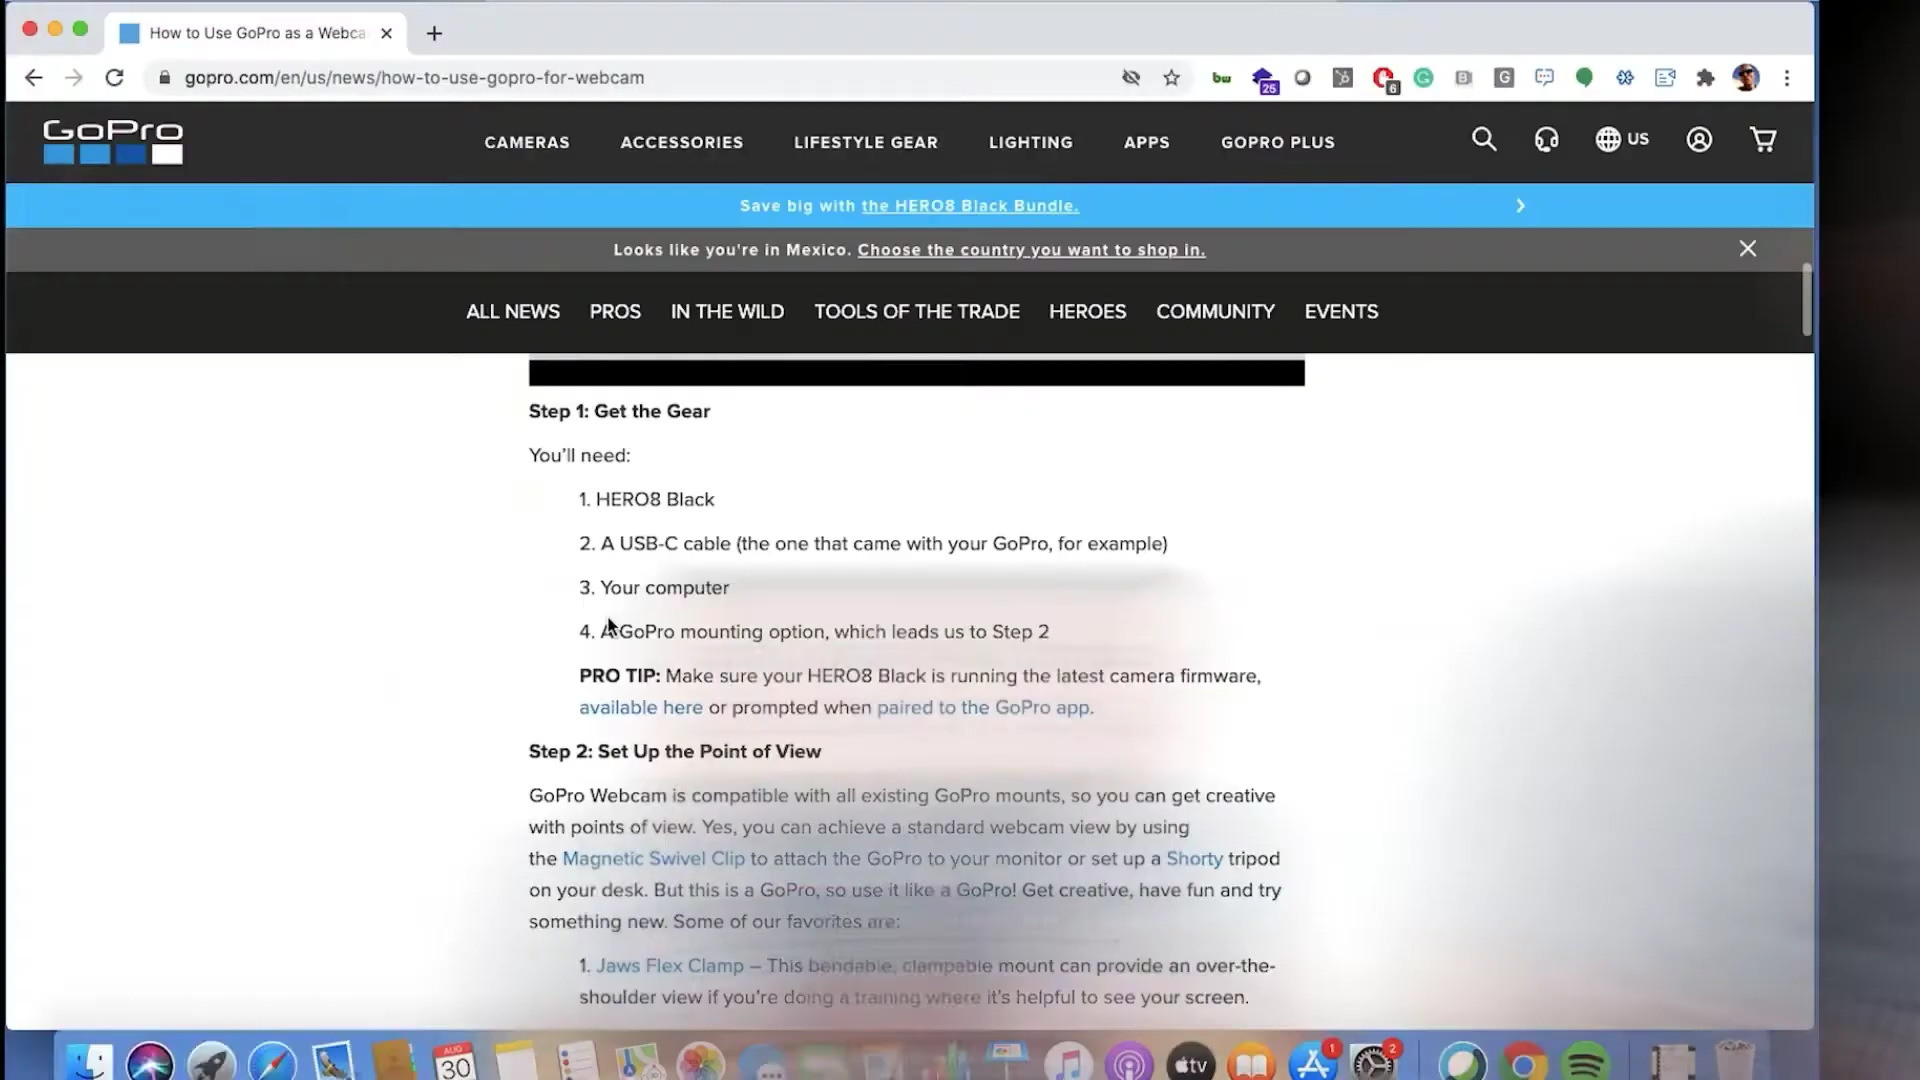 How to Use GoPro as a Webca
gopro.com/en/us/news/how-to-use-gopro-for-webcam
bw
25
6
B
G
GoPro
CAMERAS ACCESSORIES LIFESTYLE GEAR LIGHTING APPS GOPRO PLUS
US
Save big with the HERO8 Black Bundle.
Looks like you're in Mexico. Choose the country you want to shop in.
ALL NEWS PROS IN THE WILD TOOLS OF THE TRADE HEROES COMMUNITY EVENTS
Step 1: Get the Gear
You'll need:
1. HERO8 Black
2. A USB-C cable (the one that came with your GoPro, for example)
3. Your computer
4. A GoPro mounting option, which leads us to Step 2
PRO TIP: Make sure your HERO8 Black is running the latest camera firmware,
available here or prompted when paired to the GoPro app.
Step 2: Set Up the Point of View
GoPro Webcam is compatible with all existing GoPro mounts, so you can get creative
with points of view. Yes, you can achieve a standard webcam view by using
the Magnetic Swivel Clip to attach the GoPro to your monitor or set up a Shorty tripod
on your desk. But this is a GoPro, so use it like a GoPro! Get creative, have fun and try
something new. Some of our favorites are:
1. Jaws Flex Clamp – This bendable, clampable mount can provide an over-the-
shoulder view if you're doing a training where it's helpful to see your screen.
AUG
30
tv
1
2